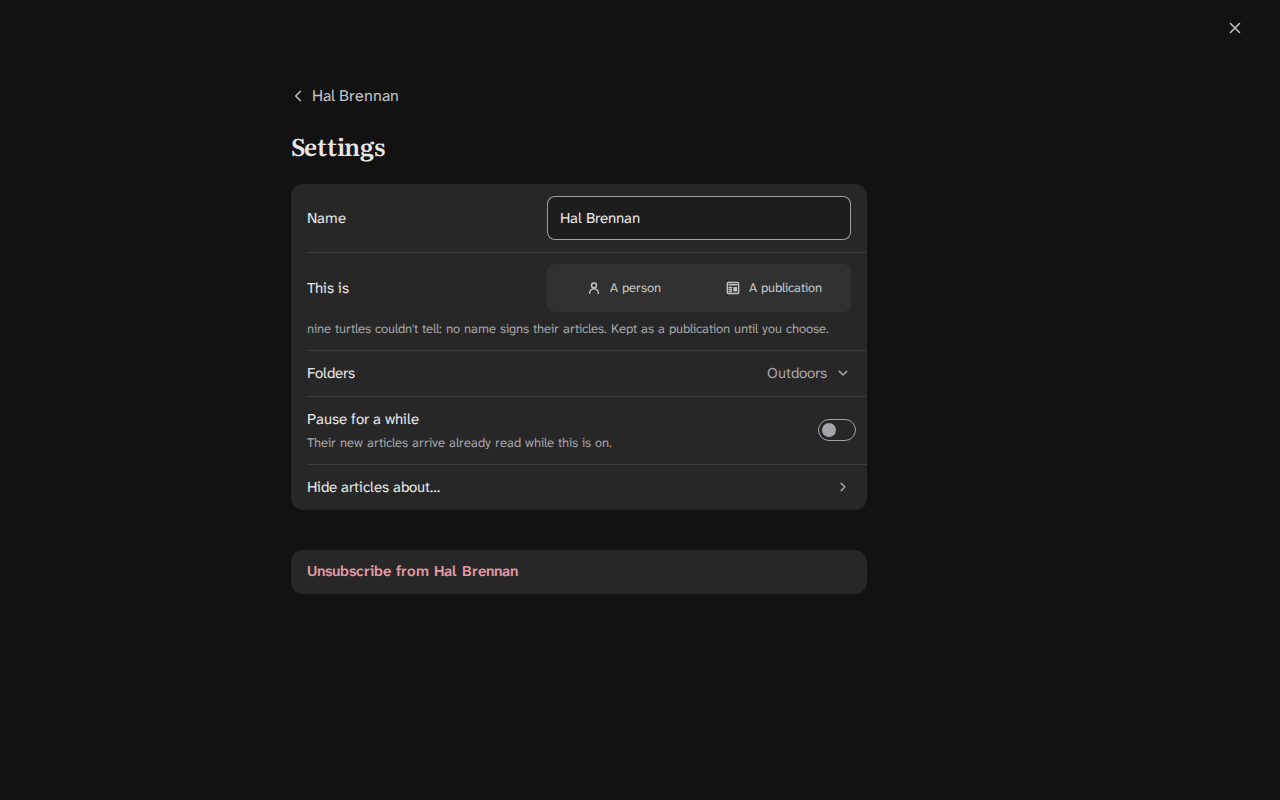 Hal Brennan
Settings
Name
Hal Brennan
This is
A person
A publication
nine turtles couldn't tell: no name signs their articles. Kept as a publication until you choose.
Folders
Outdoors
Pause for a while
Their new articles arrive already read while this is on.
Hide articles about...
Unsubscribe from Hal Brennan